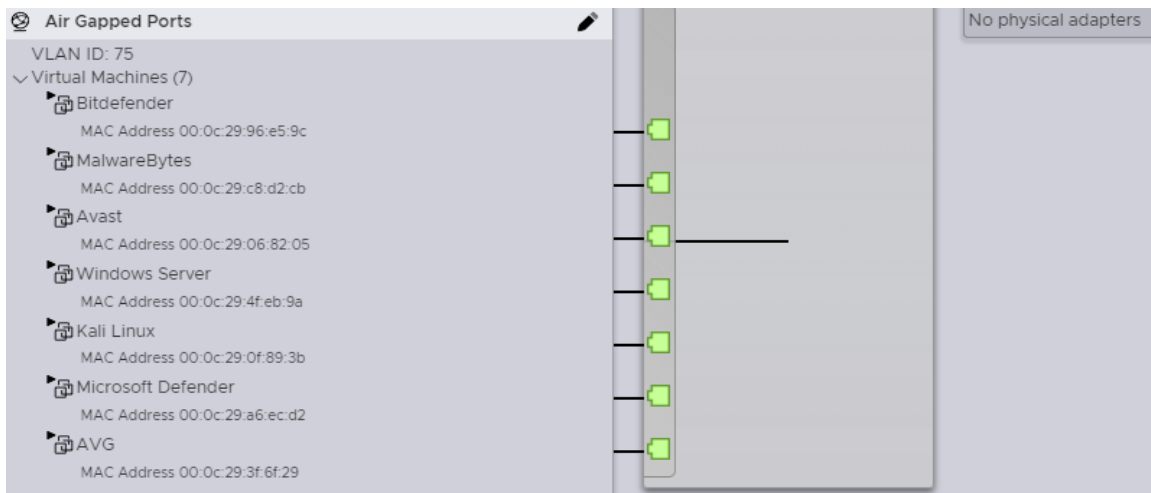 Air Gapped Ports
No physical adapters
VLAN ID: 75
Virtual Machines (7)
Bitdefender
MAC Address 00:0c:29:96:e5:9c
MalwareBytes
MAC Address 00:0c:29:c8:d2:cb
Avast
MAC Address 00:0c:29:06:82:05
Windows Server
MAC Address 00:0c:29:4f:eb:9a
Kali Linux
MAC Address 00:0c:29:0f:89:3b
Microsoft Defender
MAC Address 00:0c:29:a6:ec:d2
AVG
MAC Address 00:0c:29:3f:6f:29